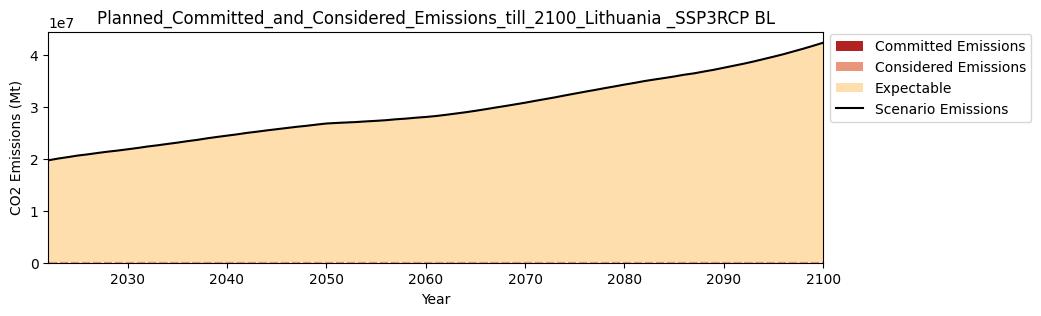 Planned_Committed_and_Considered_Emissions_till_2100_Lithuania _SSP3RCP BL
1e7
4
3
2
1
0
CO2 Emissions (Mt)
2030 2040 2050 2060 2070 2080 2090 2100
Year
Committed Emissions
Considered Emissions
Expectable
Scenario Emissions